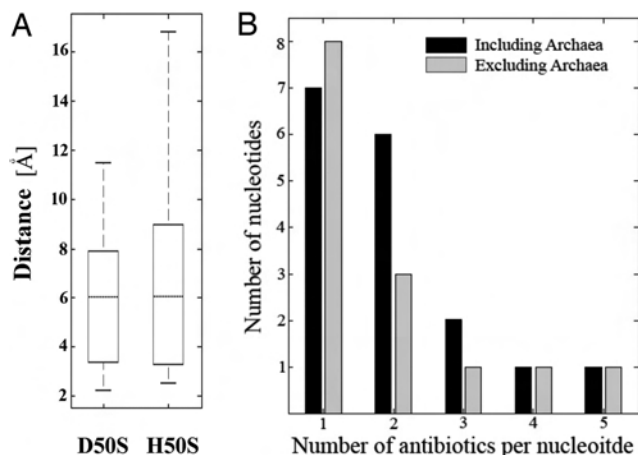 A
16
14
12
10
8
6
4
2
Distance [Å]
D50S H50S
B
8
7
6
5
4
3
2
1
Number of nucleotides
Including Archaea
Excluding Archaea
1 2 3 4 5
Number of antibiotics per nucleoitde